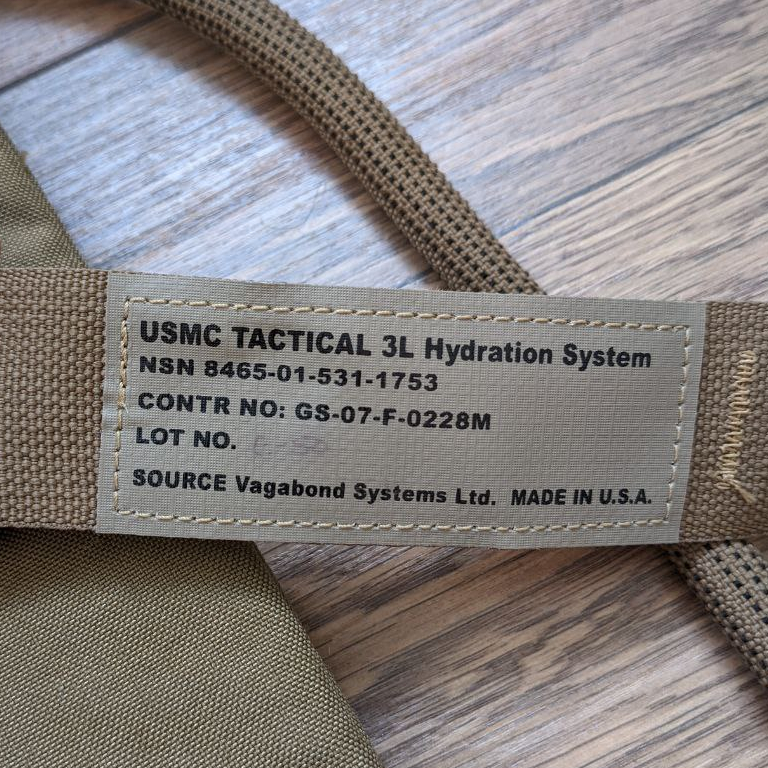 USMC TACTICAL 3L Hydration System
NSN 8465-01-531-1753
CONTR NO: GS-07-F-0228M
LOT NO.
SOURCE Vagabond Systems Ltd. MADE IN U.S.A.